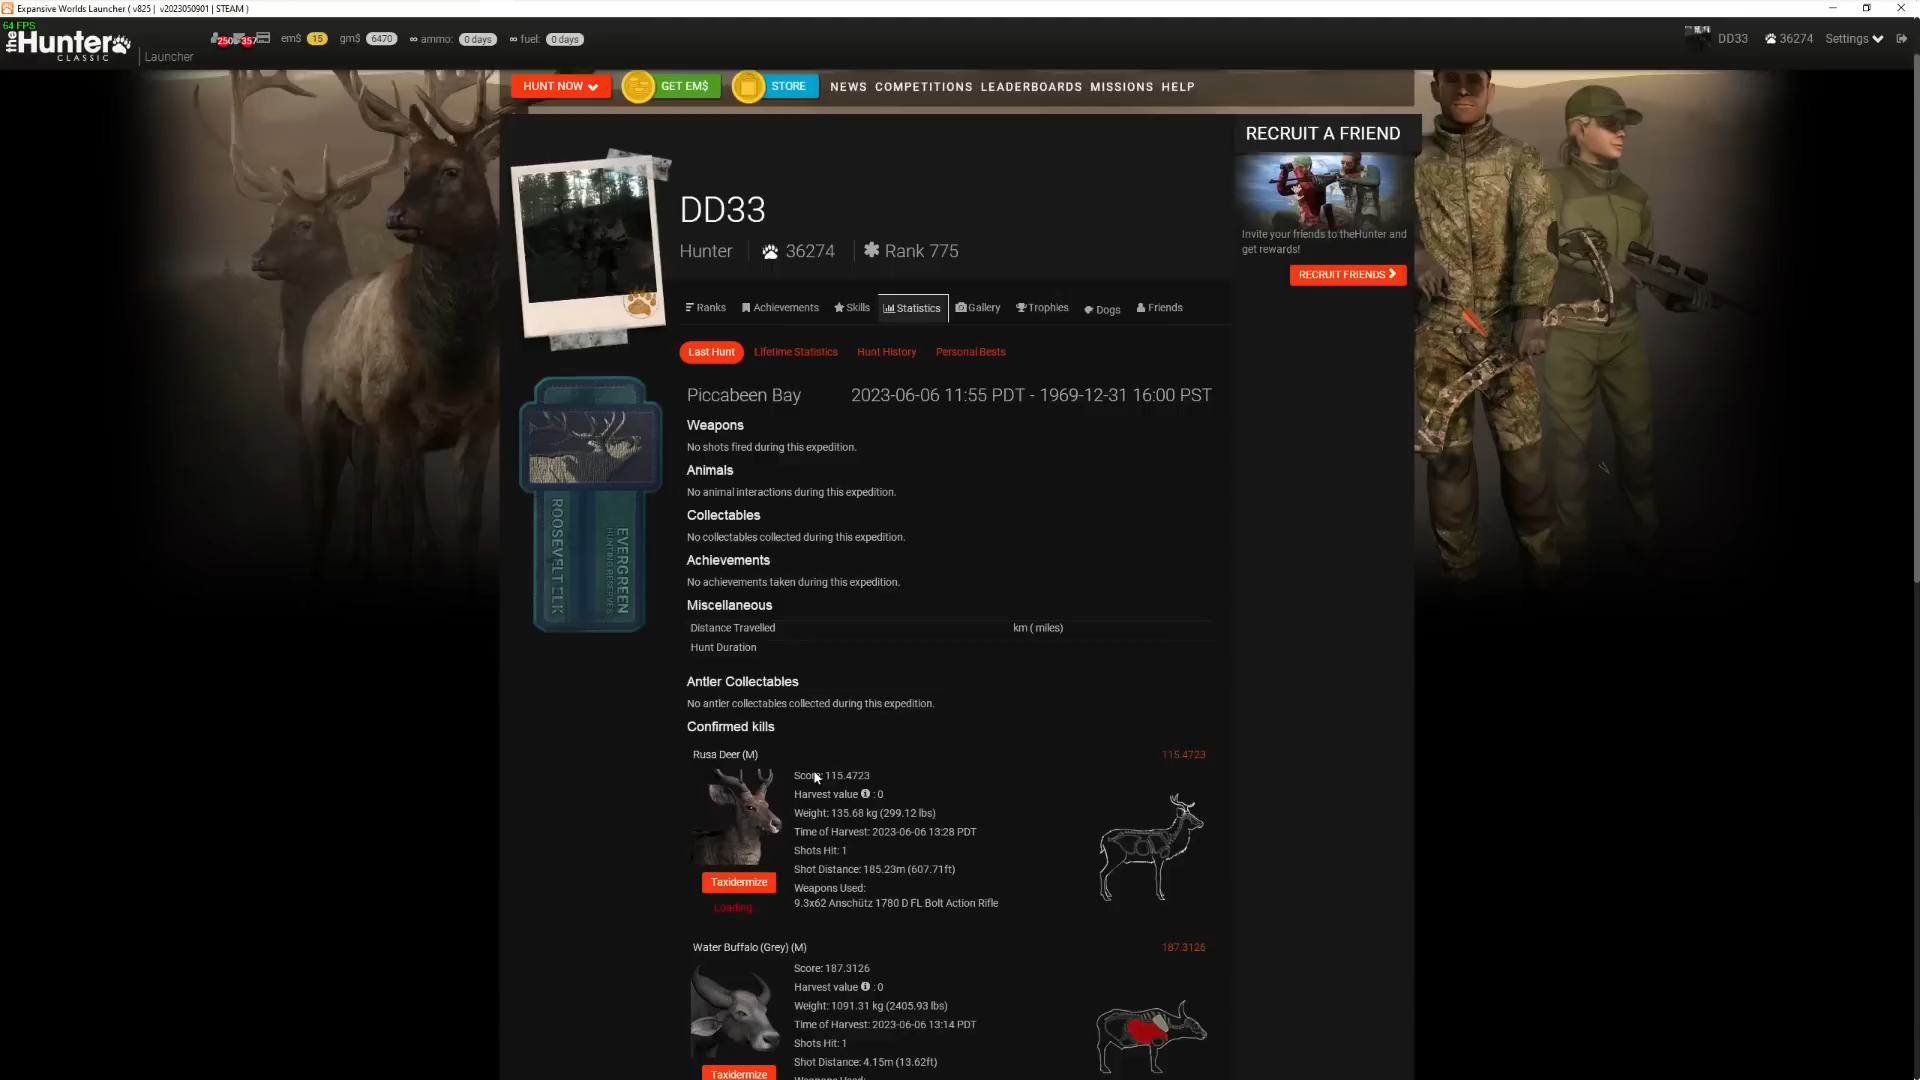 Expansive Worlds Launcher ( v825 | v2023050901 | STEAM )
64 FPS
theHunter CLASSIC Launcher 250 357 em$ 15 gm$ 6470 ∞ ammo: 0 days ∞ fuel: 0 days DD33 36274 Settings
HUNT NOW GET EM$ STORE NEWS COMPETITIONS LEADERBOARDS MISSIONS HELP
RECRUIT A FRIEND
Invite your friends to theHunter and
get rewards!
RECRUIT FRIENDS
DD33
Hunter 36274 Rank 775
Ranks Achievements Skills Statistics Gallery Trophies Dogs Friends
Last Hunt Lifetime Statistics Hunt History Personal Bests
ROOSEVELT ELK
EVERGREEN
HUNTING RESERVES
Piccabeen Bay 2023-06-06 11:55 PDT - 1969-12-31 16:00 PST
Weapons
No shots fired during this expedition.
Animals
No animal interactions during this expedition.
Collectables
No collectables collected during this expedition.
Achievements
No achievements taken during this expedition.
Miscellaneous
Distance Travelled km ( miles)
Hunt Duration
Antler Collectables
No antler collectables collected during this expedition.
Confirmed kills
Rusa Deer (M) 115.4723
Score: 115.4723
Harvest value : 0
Weight: 135.68 kg (299.12 lbs)
Time of Harvest: 2023-06-06 13:28 PDT
Shots Hit: 1
Shot Distance: 185.23m (607.71ft)
Weapons Used:
9.3x62 Anschütz 1780 D FL Bolt Action Rifle
Taxidermize
Loading
Water Buffalo (Grey) (M) 187.3126
Score: 187.3126
Harvest value : 0
Weight: 1091.31 kg (2405.93 lbs)
Time of Harvest: 2023-06-06 13:14 PDT
Shots Hit: 1
Shot Distance: 4.15m (13.62ft)
Weapons Used:
Taxidermize